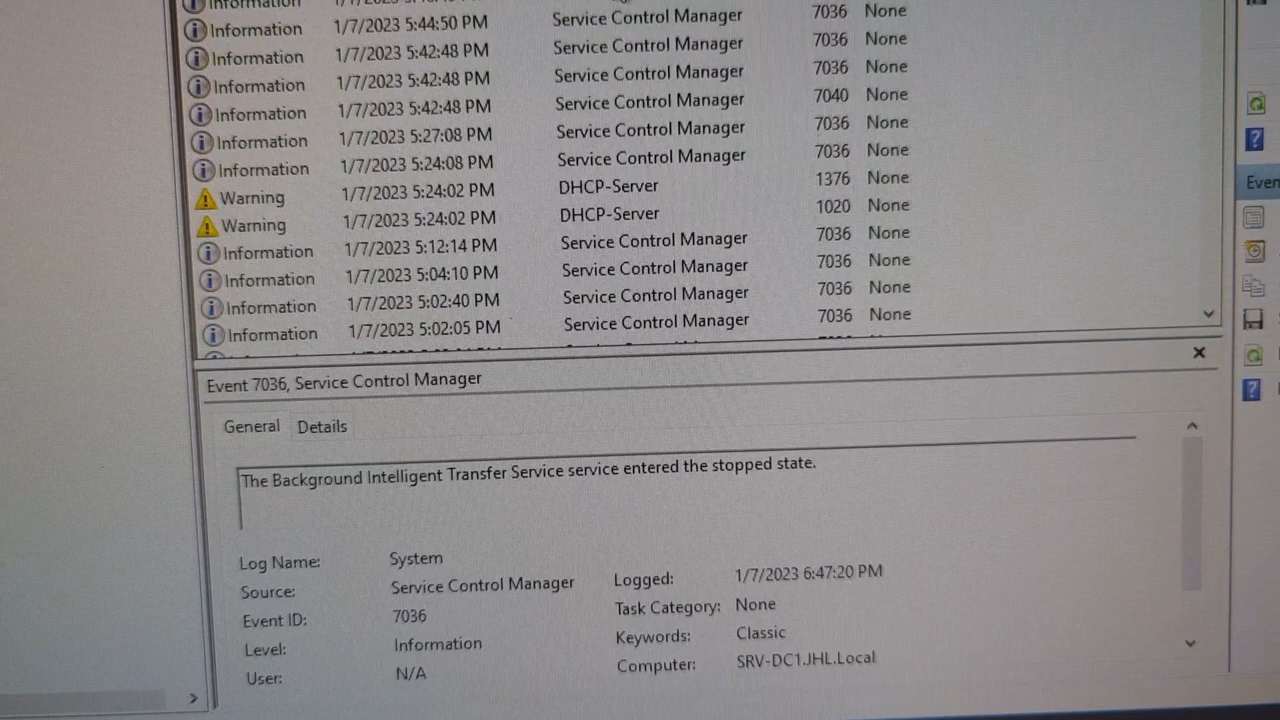 Information
Information 1/7/2023 5:44:50 PM Service Control Manager 7036 None
Information 1/7/2023 5:42:48 PM Service Control Manager 7036 None
Information 1/7/2023 5:42:48 PM Service Control Manager 7036 None
Information 1/7/2023 5:42:48 PM Service Control Manager 7040 None
Information 1/7/2023 5:27:08 PM Service Control Manager 7036 None
Information 1/7/2023 5:24:08 PM Service Control Manager 7036 None
Warning 1/7/2023 5:24:02 PM DHCP-Server 1376 None
Warning 1/7/2023 5:24:02 PM DHCP-Server 1020 None
Information 1/7/2023 5:12:14 PM Service Control Manager 7036 None
Information 1/7/2023 5:04:10 PM Service Control Manager 7036 None
Information 1/7/2023 5:02:40 PM Service Control Manager 7036 None
Information 1/7/2023 5:02:05 PM Service Control Manager 7036 None
Even
Event 7036, Service Control Manager
General Details
The Background Intelligent Transfer Service service entered the stopped state.
Log Name: System
Source: Service Control Manager Logged: 1/7/2023 6:47:20 PM
Event ID: 7036 Task Category: None
Level: Information Keywords: Classic
User: N/A Computer: SRV-DC1.JHL.Local